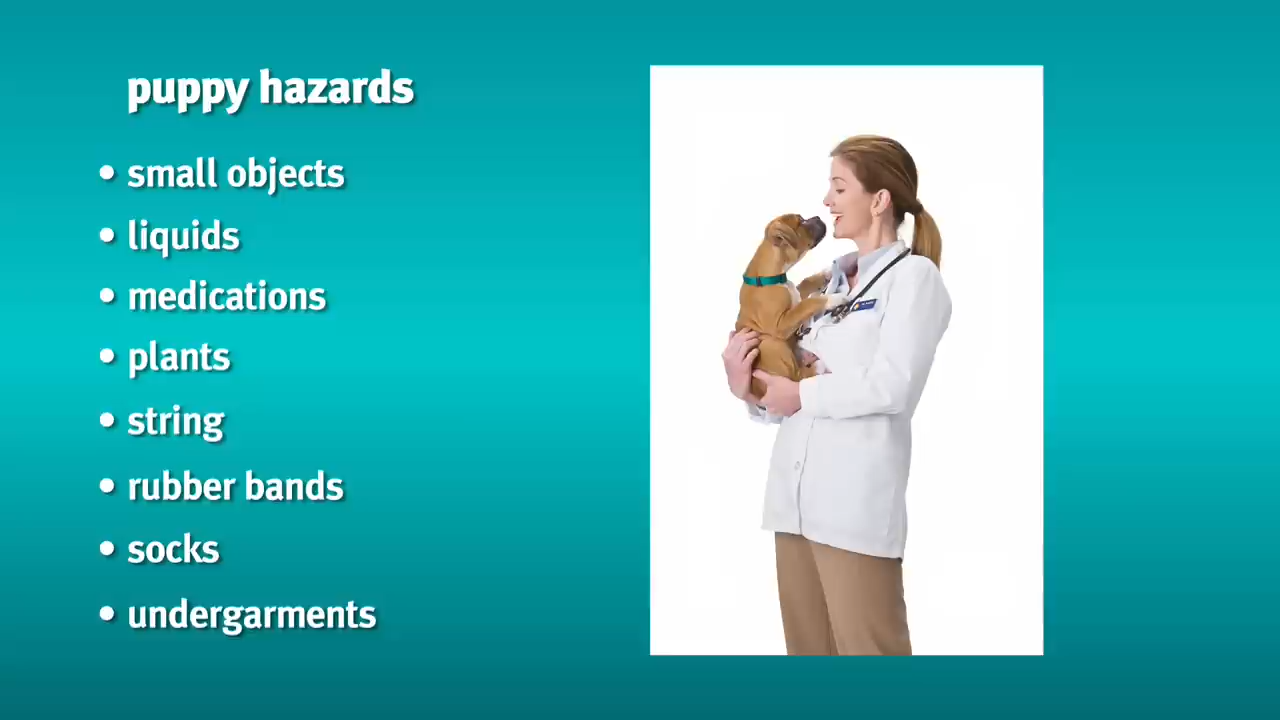 puppy hazards
• small objects
• liquids
• medications
• plants
• string
• rubber bands
• socks
• undergarments